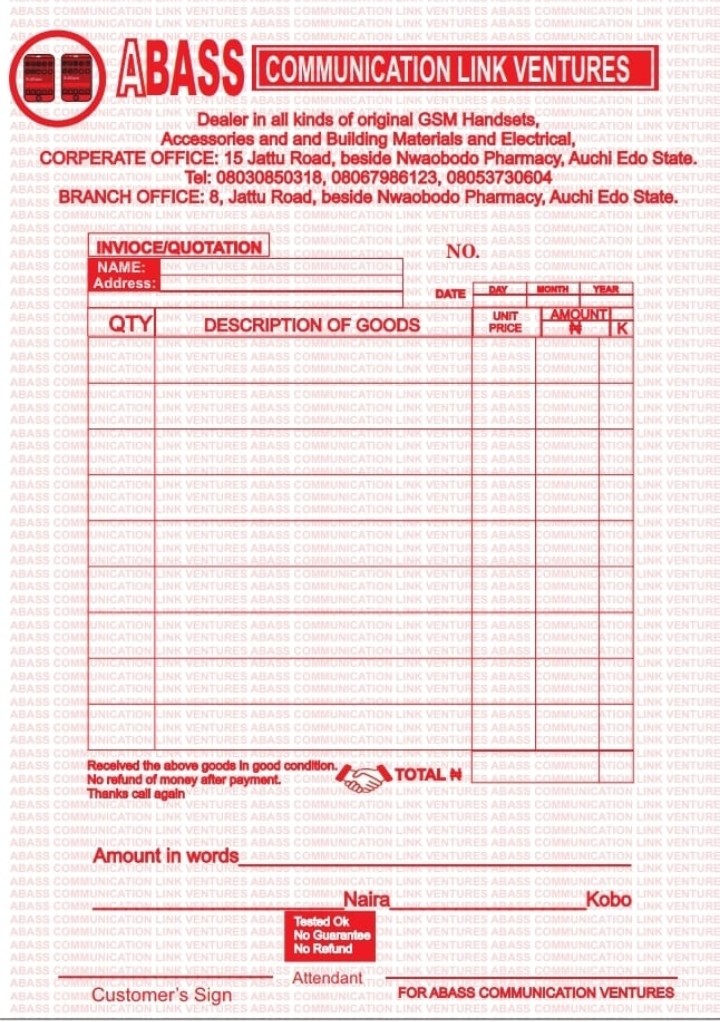 ABASS COMMUNICATION LINK VENTURES
Dealer in all kinds of original GSM Handsets,
Accessories and and Building Materials and Electrical,
CORPERATE OFFICE: 15 Jattu Road, beside Nwaobodo Pharmacy, Auchi Edo State.
Tel: 08030850318, 08067986123, 08053730604
BRANCH OFFICE: 8, Jattu Road, beside Nwaobodo Pharmacy, Auchi Edo State.
INVIOCE/QUOTATION
NO.
NAME:
Address:
DATE DAY MONTH YEAR
QTY DESCRIPTION OF GOODS UNIT PRICE AMOUNT ₦ K
Received the above goods in good condition.
No refund of money after payment.
Thanks call again
TOTAL ₦
Amount in words
Naira Kobo
Tested Ok
No Guarantee
No Refund
Attendant
Customer's Sign
FOR ABASS COMMUNICATION VENTURES